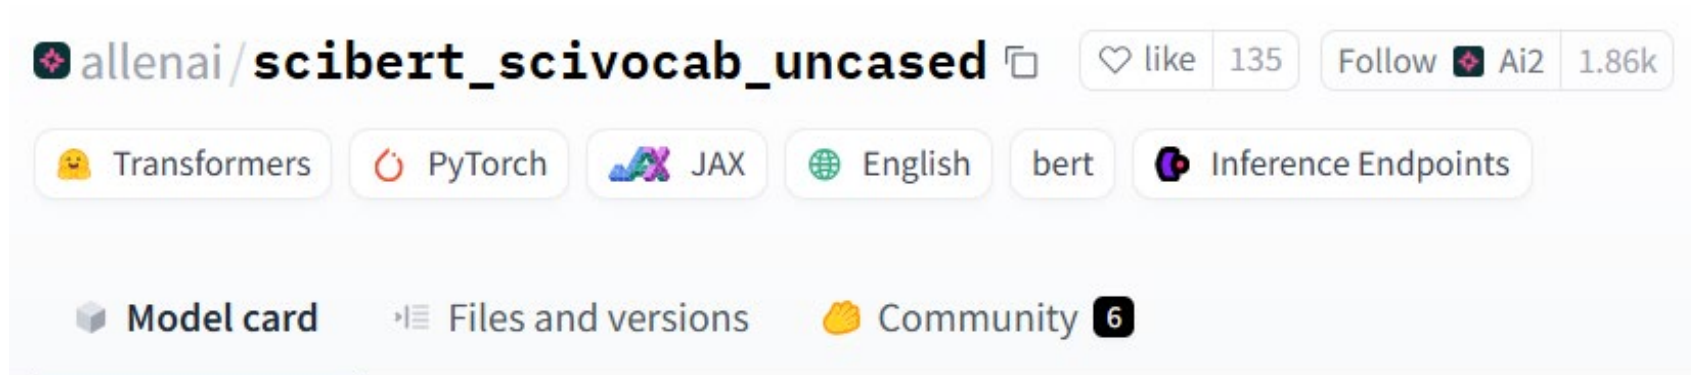 allenai/scibert_scivocab_uncased like 135 Follow Ai2 1.86k
Transformers PyTorch JAX English bert Inference Endpoints
Model card Files and versions Community 6